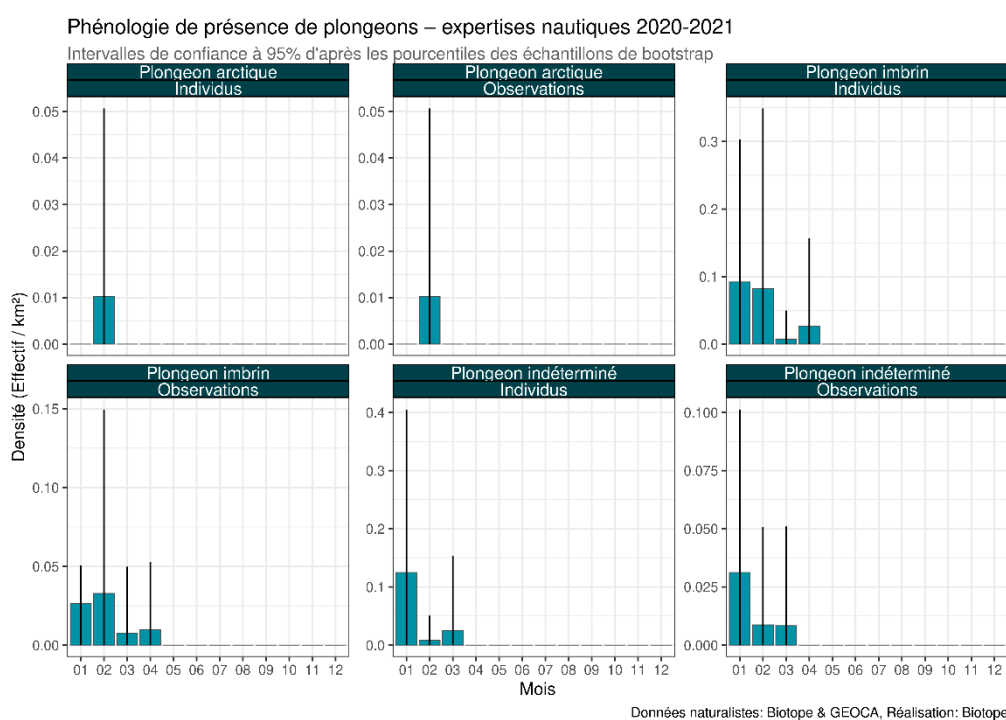 Phénologie de présence de plongeons – expertises nautiques 2020-2021
Intervalles de confiance à 95% d'après les pourcentiles des échantillons de bootstrap
Plongeon arctique
Individus
0.05
0.04
0.03
0.02
0.01
0.00
Plongeon arctique
Observations
0.05
0.04
0.03
0.02
0.01
0.00
Plongeon imbrin
Individus
0.3
0.2
0.1
0.0
Densité (Effectif / km²)
Plongeon imbrin
Observations
0.15
0.10
0.05
0.00
01 02 03 04 05 06 07 08 09 10 11 12
Plongeon indéterminé
Individus
0.4
0.3
0.2
0.1
0.0
01 02 03 04 05 06 07 08 09 10 11 12
Plongeon indéterminé
Observations
0.100
0.075
0.050
0.025
0.000
01 02 03 04 05 06 07 08 09 10 11 12
Mois
Données naturalistes: Biotope & GEOCA, Réalisation: Biotope